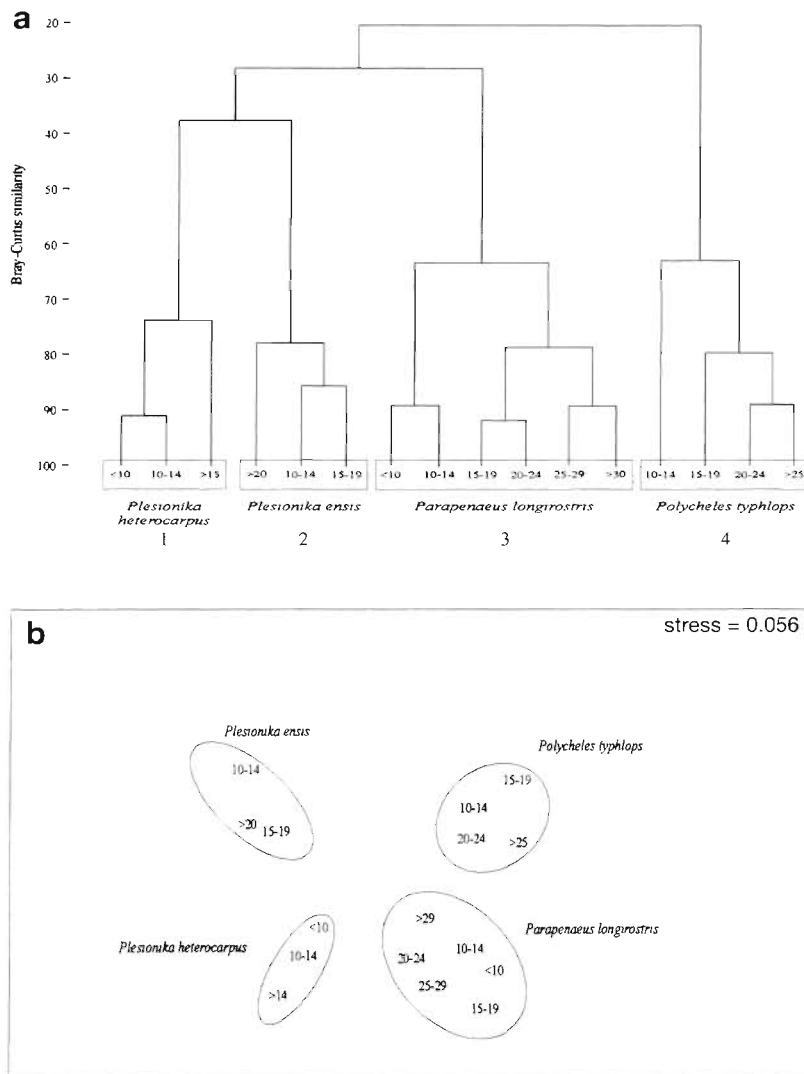 a
20
30
40
50
60
70
80
90
100
Bray-Curtis similarity
<10 10-14 >15 >20 10-14 15-19 <10 10-14 15-19 20-24 25-29 >30 10-14 15-19 20-24 >25
Plesionika heterocarpus
Plesionika ensis
Parapenaeus longirostris
Polycheles typhlops
1 2 3 4
b
stress = 0.056
Plesionika ensis
10-14
>20 15-19
Polycheles typhlops
15-19
10-14
20-24 >25
Plesionika heterocarpus
<10
10-14
>14
Parapenaeus longirostris
>29
10-14
20-24
<10
25-29
15-19